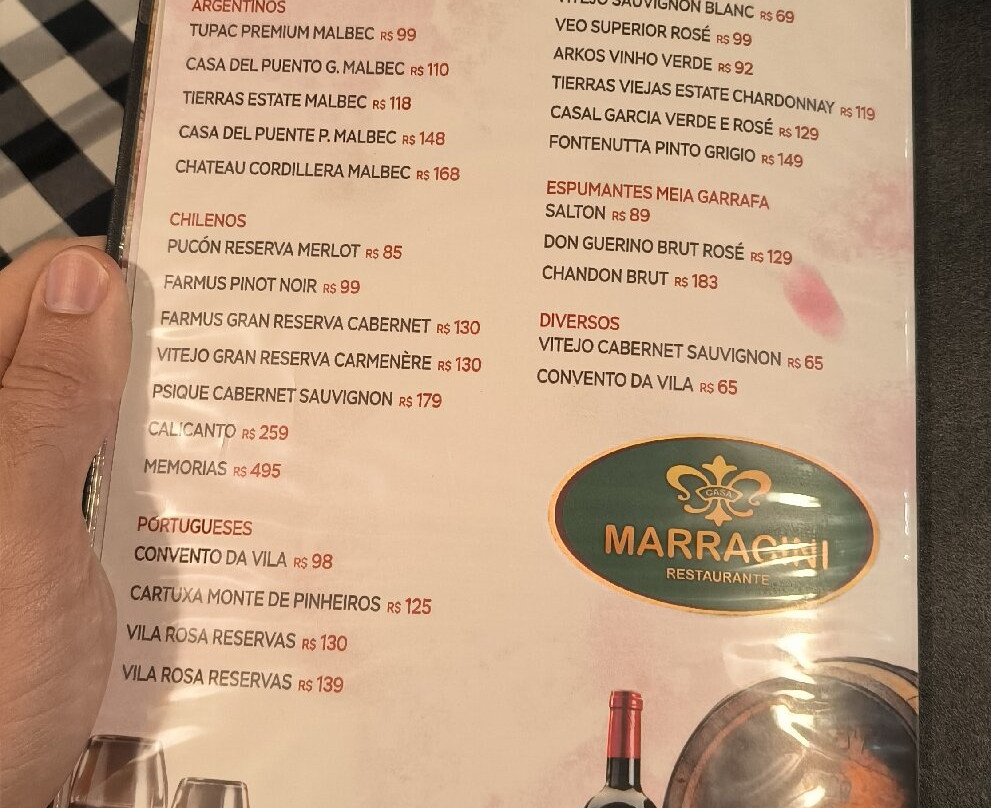 ARGENTINOS
TUPAC PREMIUM MALBEC R$ 99
CASA DEL PUENTO G. MALBEC R$ 110
TIERRAS ESTATE MALBEC R$ 118
CASA DEL PUENTE P. MALBEC R$ 148
CHATEAU CORDILLERA MALBEC R$ 168
CHILENOS
PUCÓN RESERVA MERLOT R$ 85
FARMUS PINOT NOIR R$ 99
FARMUS GRAN RESERVA CABERNET R$ 130
VITEJO GRAN RESERVA CARMENÈRE R$ 130
PSIQUE CABERNET SAUVIGNON R$ 179
CALICANTO R$ 259
MEMORIAS R$ 495
PORTUGUESES
CONVENTO DA VILA R$ 98
CARTUXA MONTE DE PINHEIROS R$ 125
VILA ROSA RESERVAS R$ 130
VILA ROSA RESERVAS R$ 139
VITEJO SAUVIGNON BLANC R$ 69
VEO SUPERIOR ROSÉ R$ 99
ARKOS VINHO VERDE R$ 92
TIERRAS VIEJAS ESTATE CHARDONNAY R$ 119
CASAL GARCIA VERDE E ROSÉ R$ 129
FONTENUTTA PINTO GRIGIO R$ 149
ESPUMANTES MEIA GARRAFA
SALTON R$ 89
DON GUERINO BRUT ROSÉ R$ 129
CHANDON BRUT R$ 183
DIVERSOS
VITEJO CABERNET SAUVIGNON R$ 65
CONVENTO DA VILA R$ 65
CASA
MARRACINI
RESTAURANTE